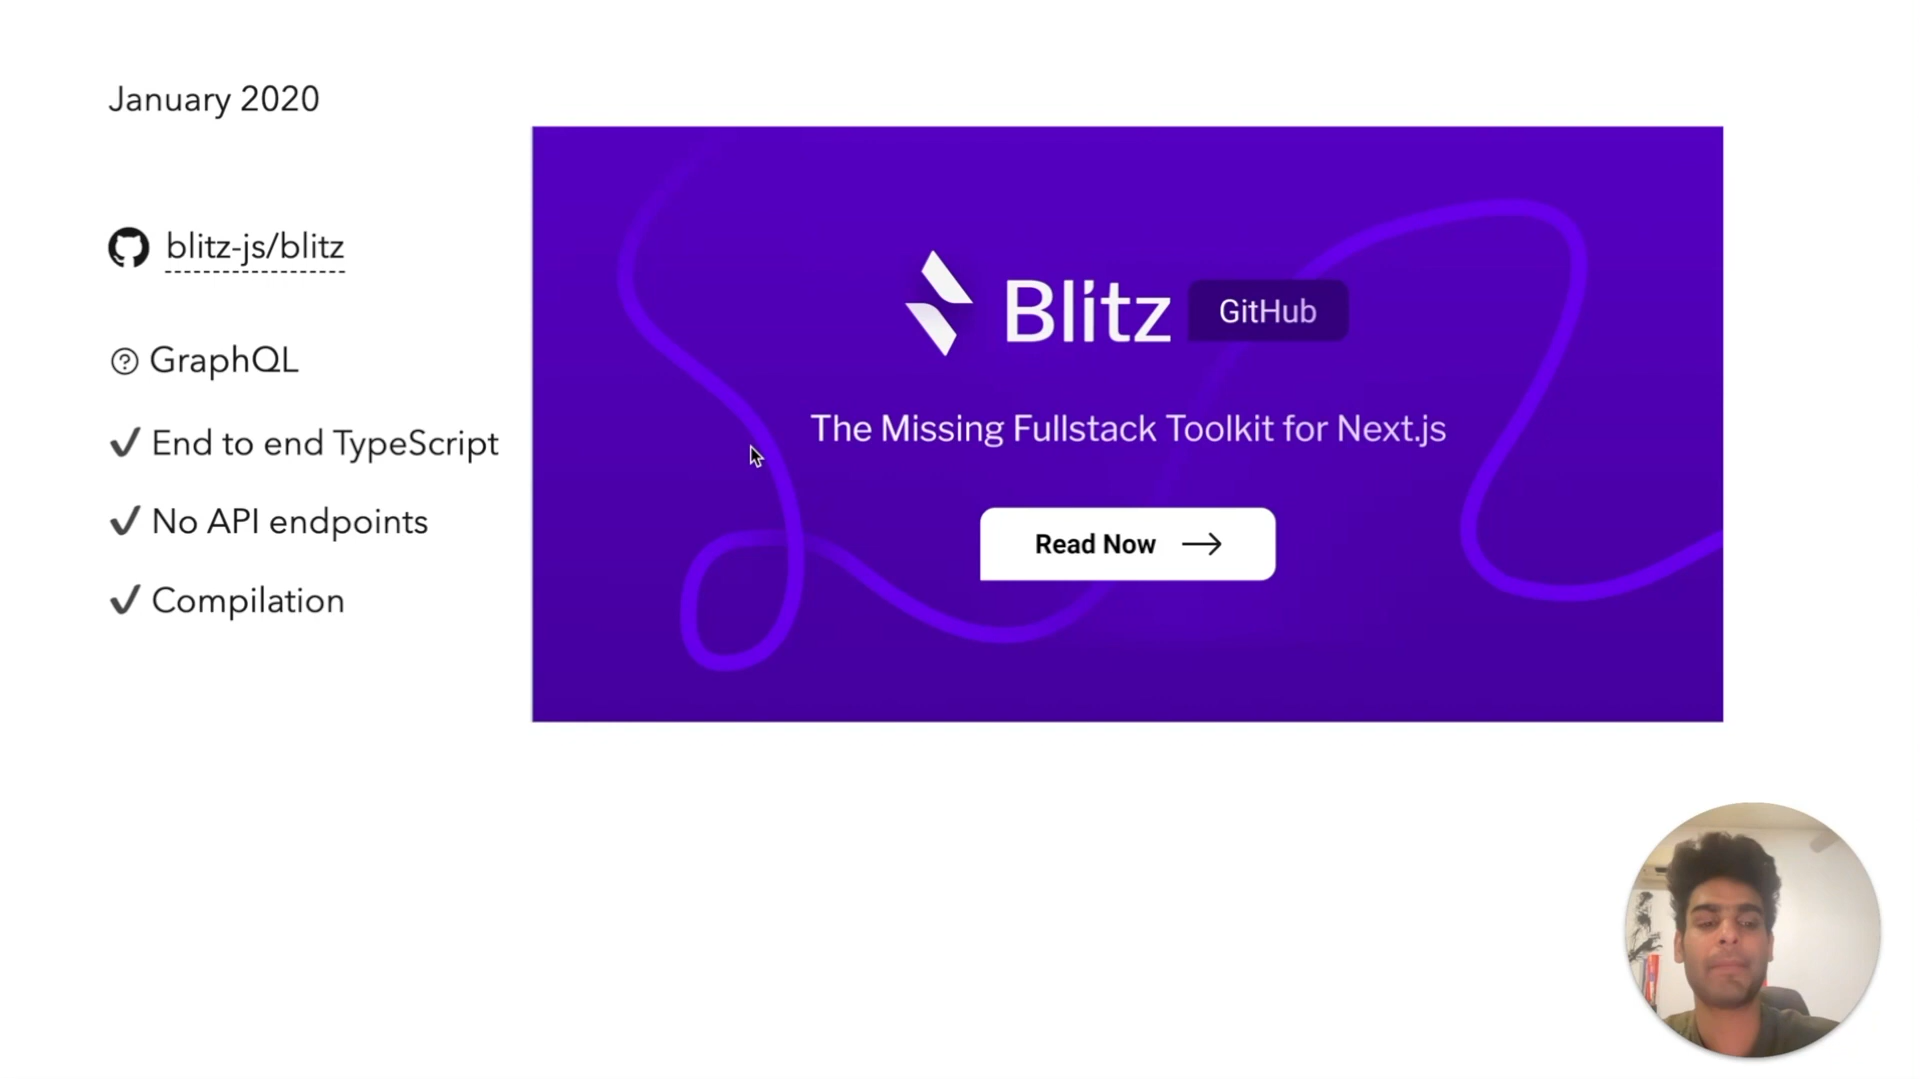 January 2020
blitz-js/blitz
GraphQL
End to end TypeScript
No API endpoints
Compilation
Blitz GitHub
The Missing Fullstack Toolkit for Next.js
Read Now